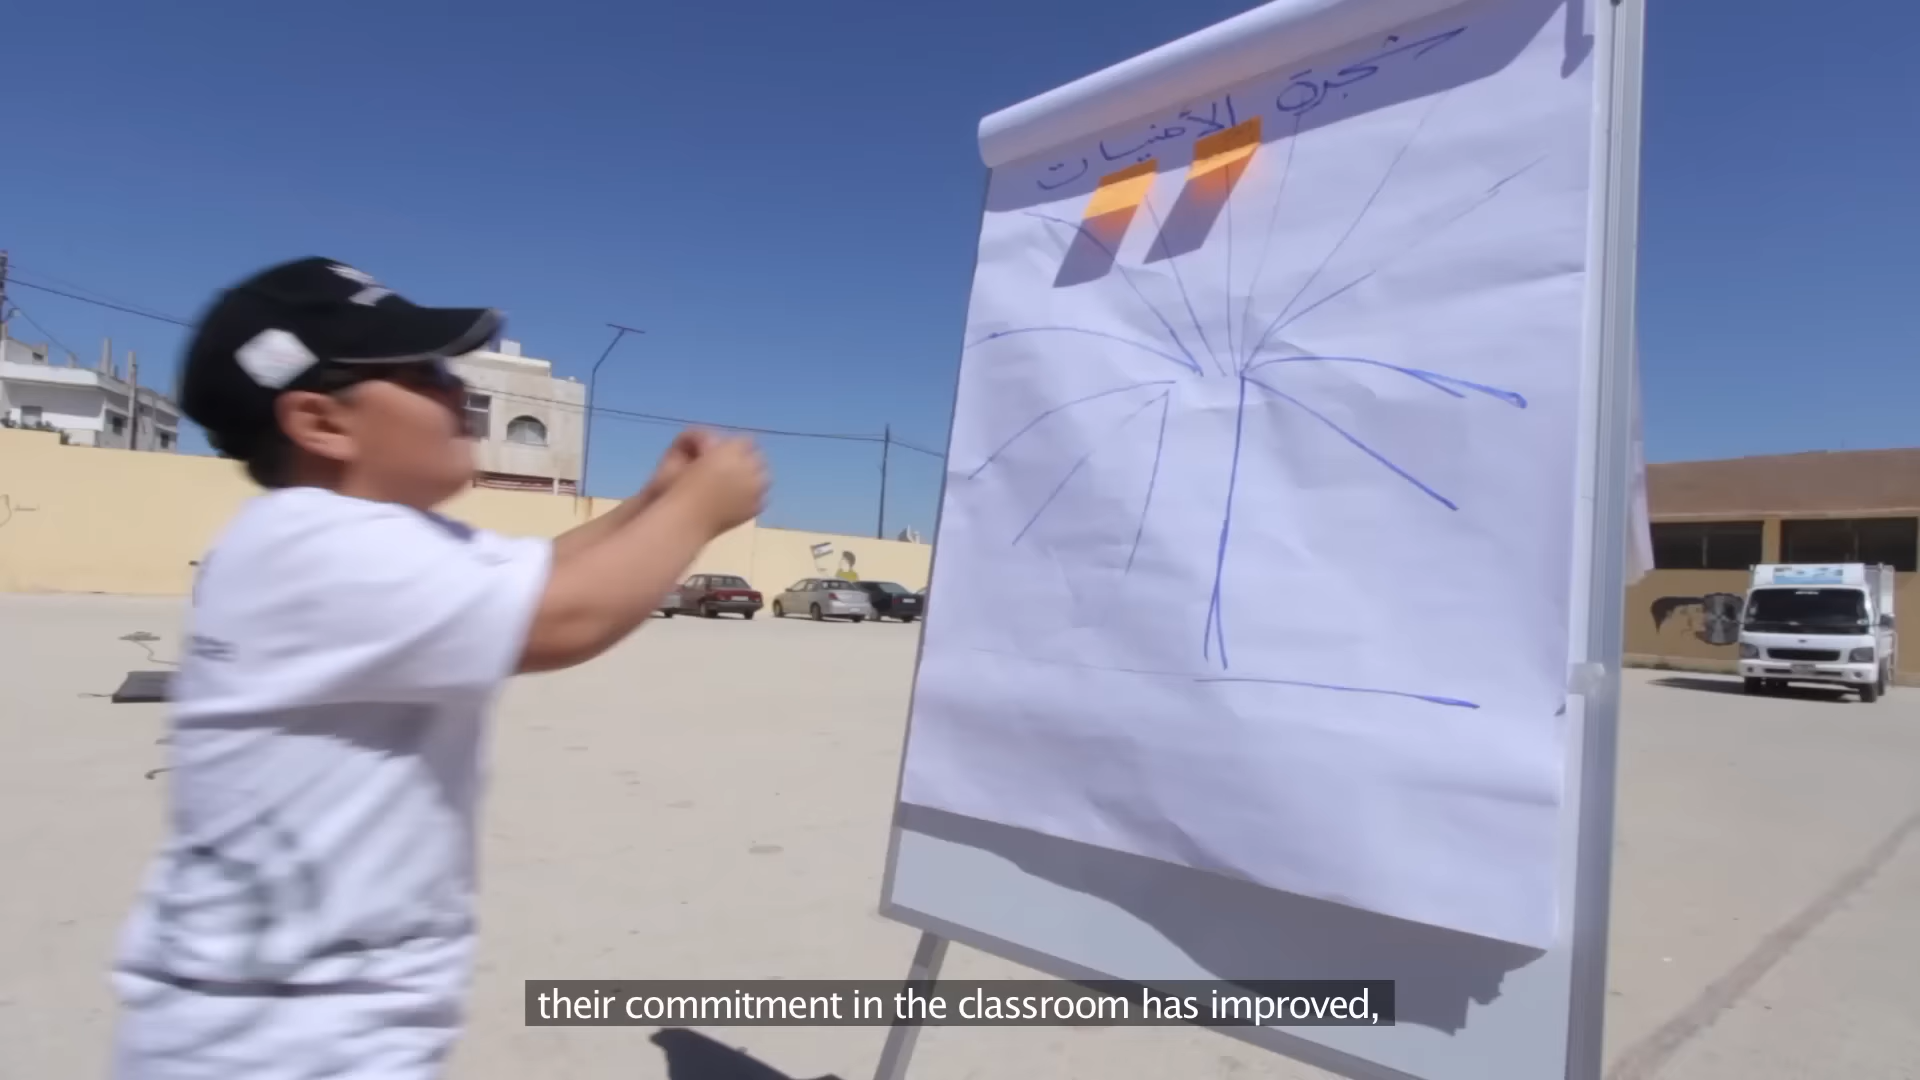 شجرة الأمنيات
their commitment in the classroom has improved,